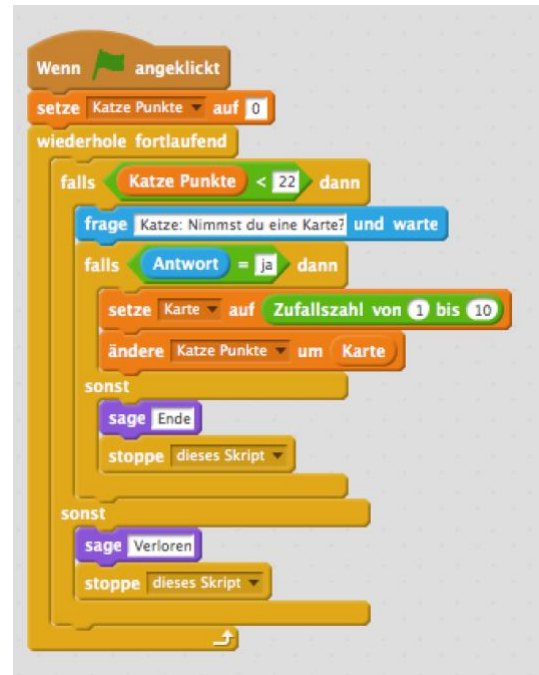 Wenn angeklickt
setze Katze Punkte auf 0
wiederhole fortlaufend
falls Katze Punkte < 22 dann
frage Katze: Nimmst du eine Karte? und warte
falls Antwort = ja dann
setze Karte auf Zufallszahl von 1 bis 10
ändere Katze Punkte um Karte
sonst
sage Ende
stoppe dieses Skript
sonst
sage Verloren
stoppe dieses Skript